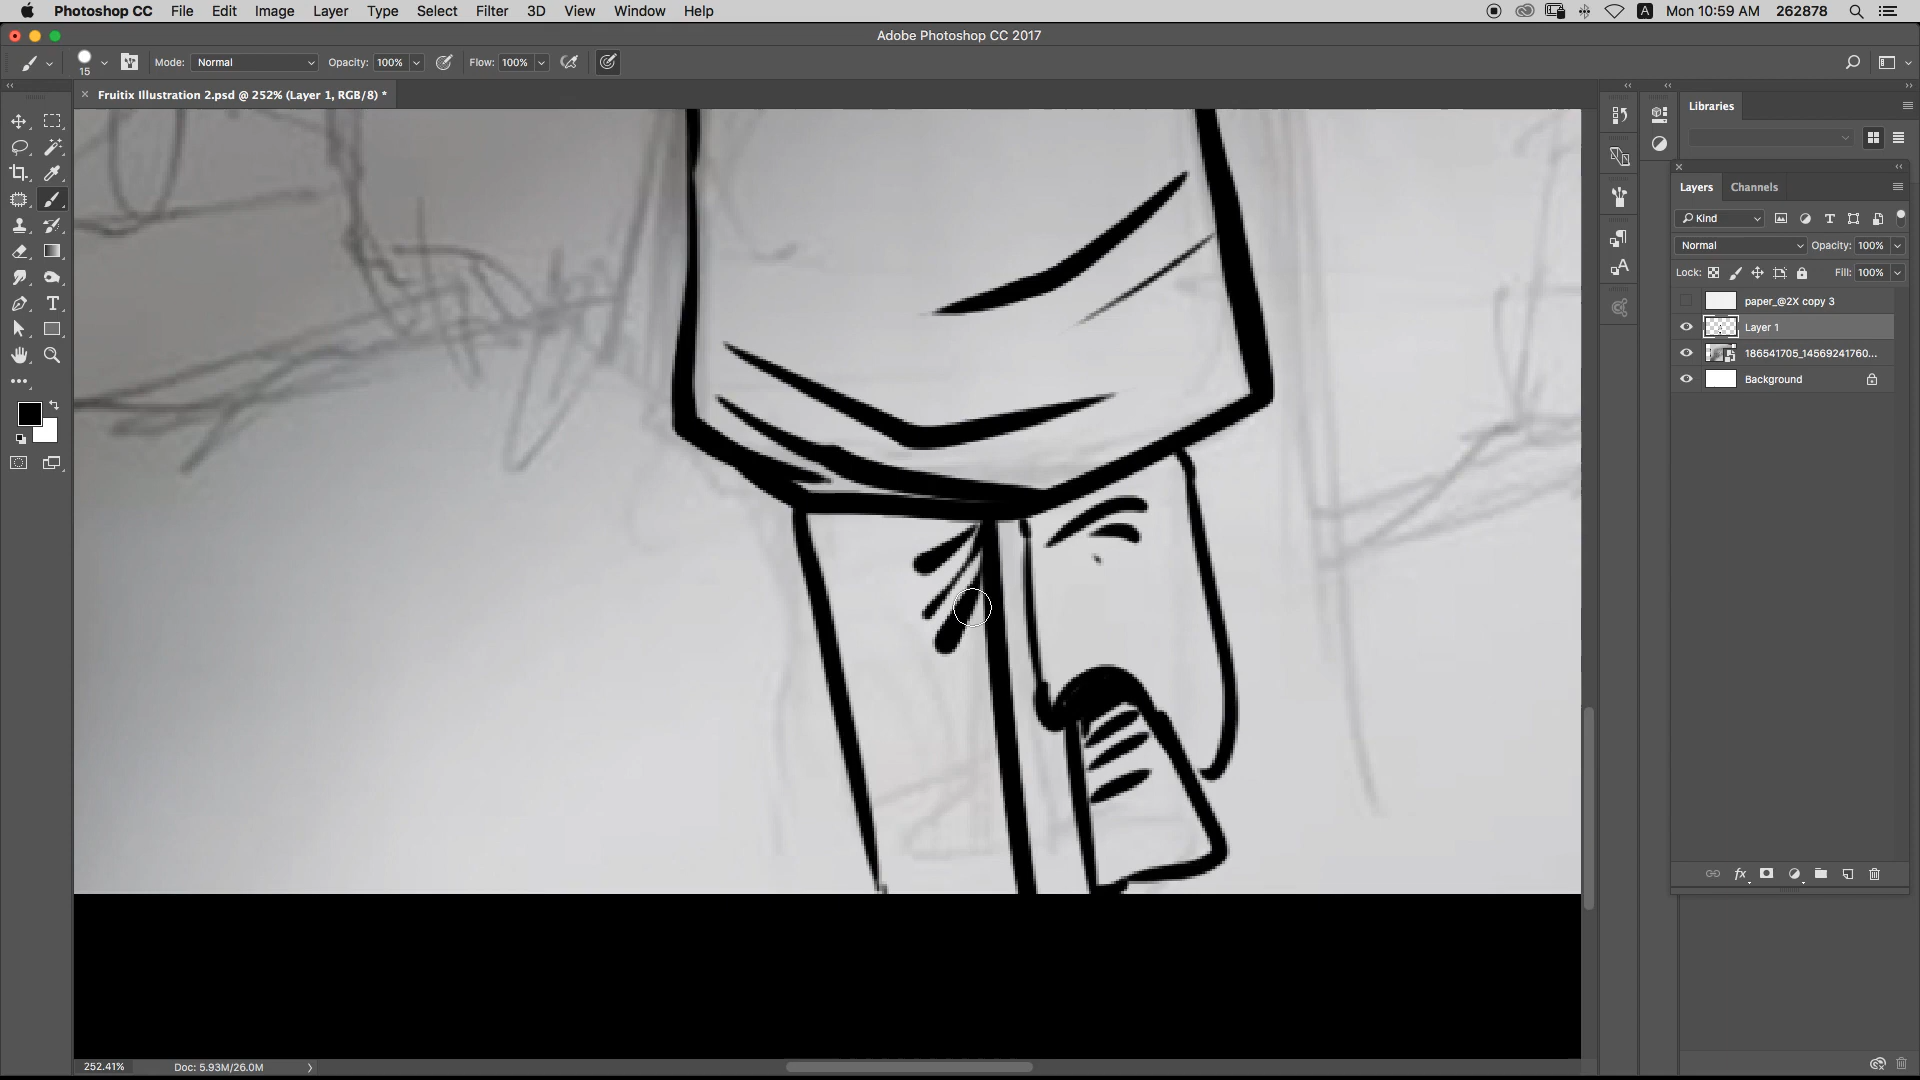 Photoshop CC File Edit Image Layer Type Select Filter 3D View Window Help A Mon 10:59 AM 262878
Adobe Photoshop CC 2017
15 Mode: Normal Opacity: 100% Flow: 100%
× Fruitix Illustration 2.psd @ 252% (Layer 1, RGB/8) *
Libraries
Layers Channels
Kind
Normal Opacity: 100%
Lock: Fill: 100%
paper_@2X copy 3
Layer 1
186541705_14569241760...
Background
252.41% Doc: 5.93M/26.0M